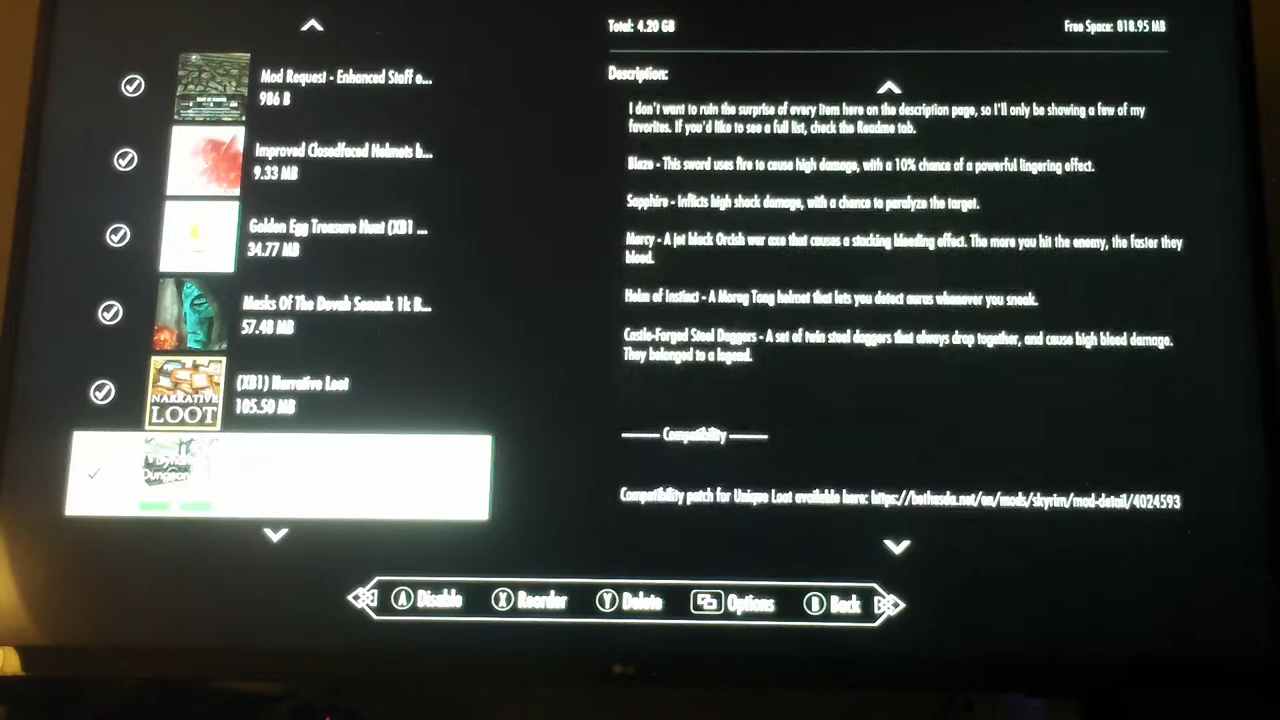 Total: 4.20 GB
Free Space: 818.95 MB
Mod Request - Enhanced Staff o...
986 B
Improved Closedfaced Helmets b...
9.33 MB
Golden Egg Treasure Hunt (XB1 ...
34.77 MB
Masks Of The Dovah Sonaak 1k B...
57.48 MB
(XB1) Narrative Loot
105.50 MB
NARRATIVE
LOOT
Dungeon
Description:
I don't want to ruin the surprise of every item here on the description page, so I'll only be showing a few of my
favorites. If you'd like to see a full list, check the Readme tab.
Blaze - This sword uses fire to cause high damage, with a 10% chance of a powerful lingering effect.
Sapphire - Inflicts high shock damage, with a chance to paralyze the target.
Mercy - A jet black Orcish war axe that causes a stacking bleeding effect. The more you hit the enemy, the faster they
bleed.
Helm of Instinct - A Morag Tong helmet that lets you detect auras whenever you sneak.
Castle-Forged Steel Daggers - A set of twin steel daggers that always drop together, and cause high bleed damage.
They belonged to a legend.
Compatibility
Compatibility patch for Unique Loot available here: https://bethesda.net/en/mods/skyrim/mod-detail/4024593
A Disable X Reorder Y Delete Options B Back